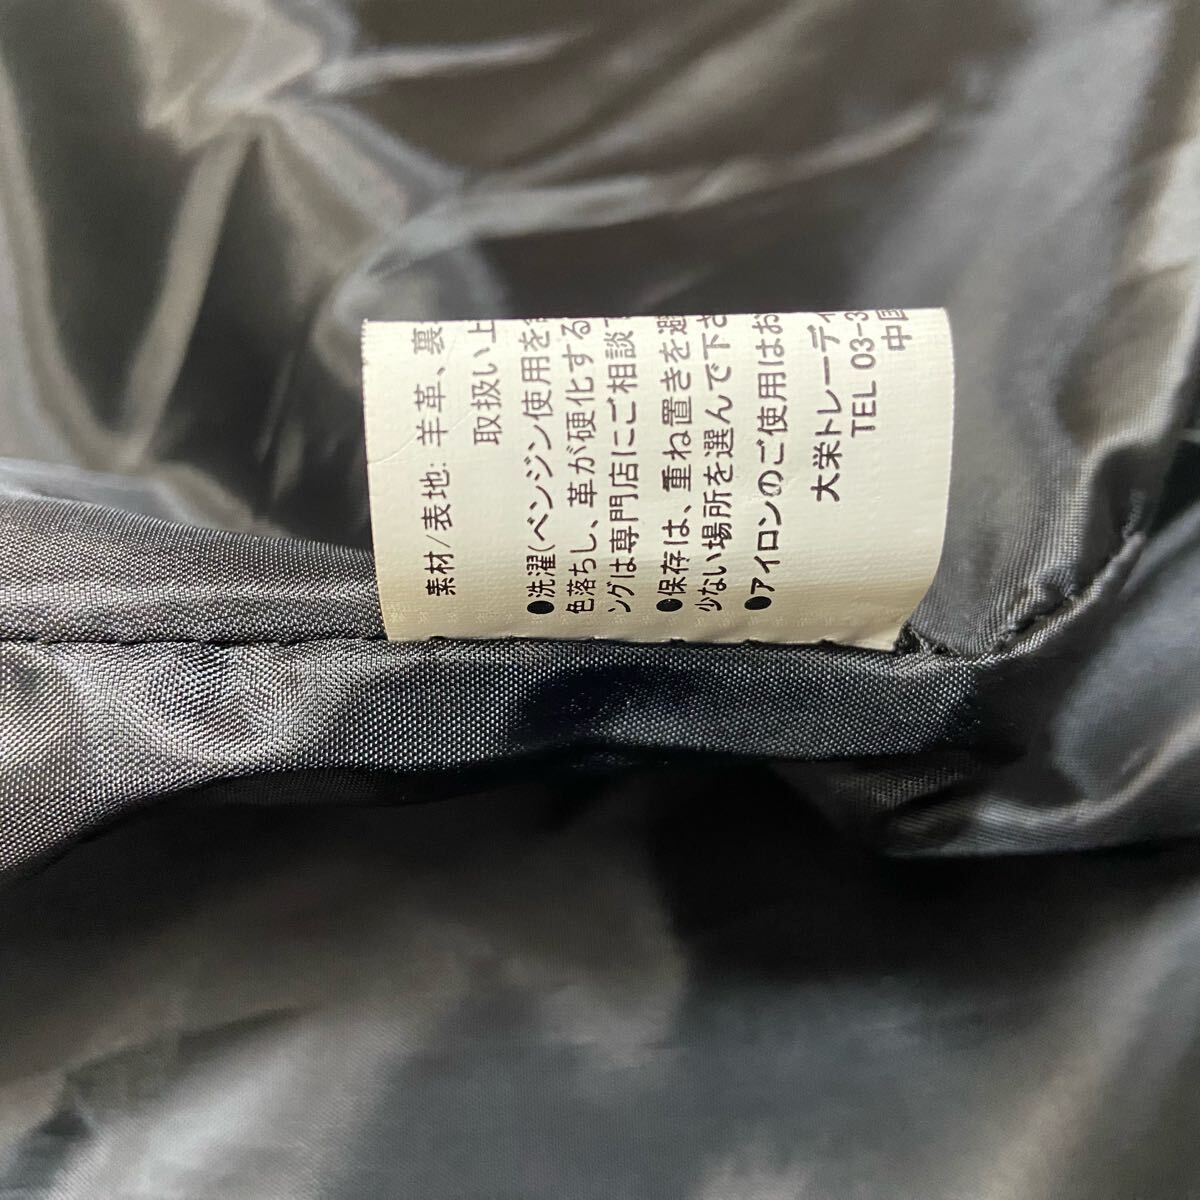 素材/表地:羊革、裏
取扱い上
●洗濯(ベンジン使用を
色落ちし、革が硬化する
ングは専門店にご相談
●保存は、重ね置きを避
少ない場所を選んで下さ
●アイロンのご使用はお
大栄トレーディ
TEL 03-3
中国